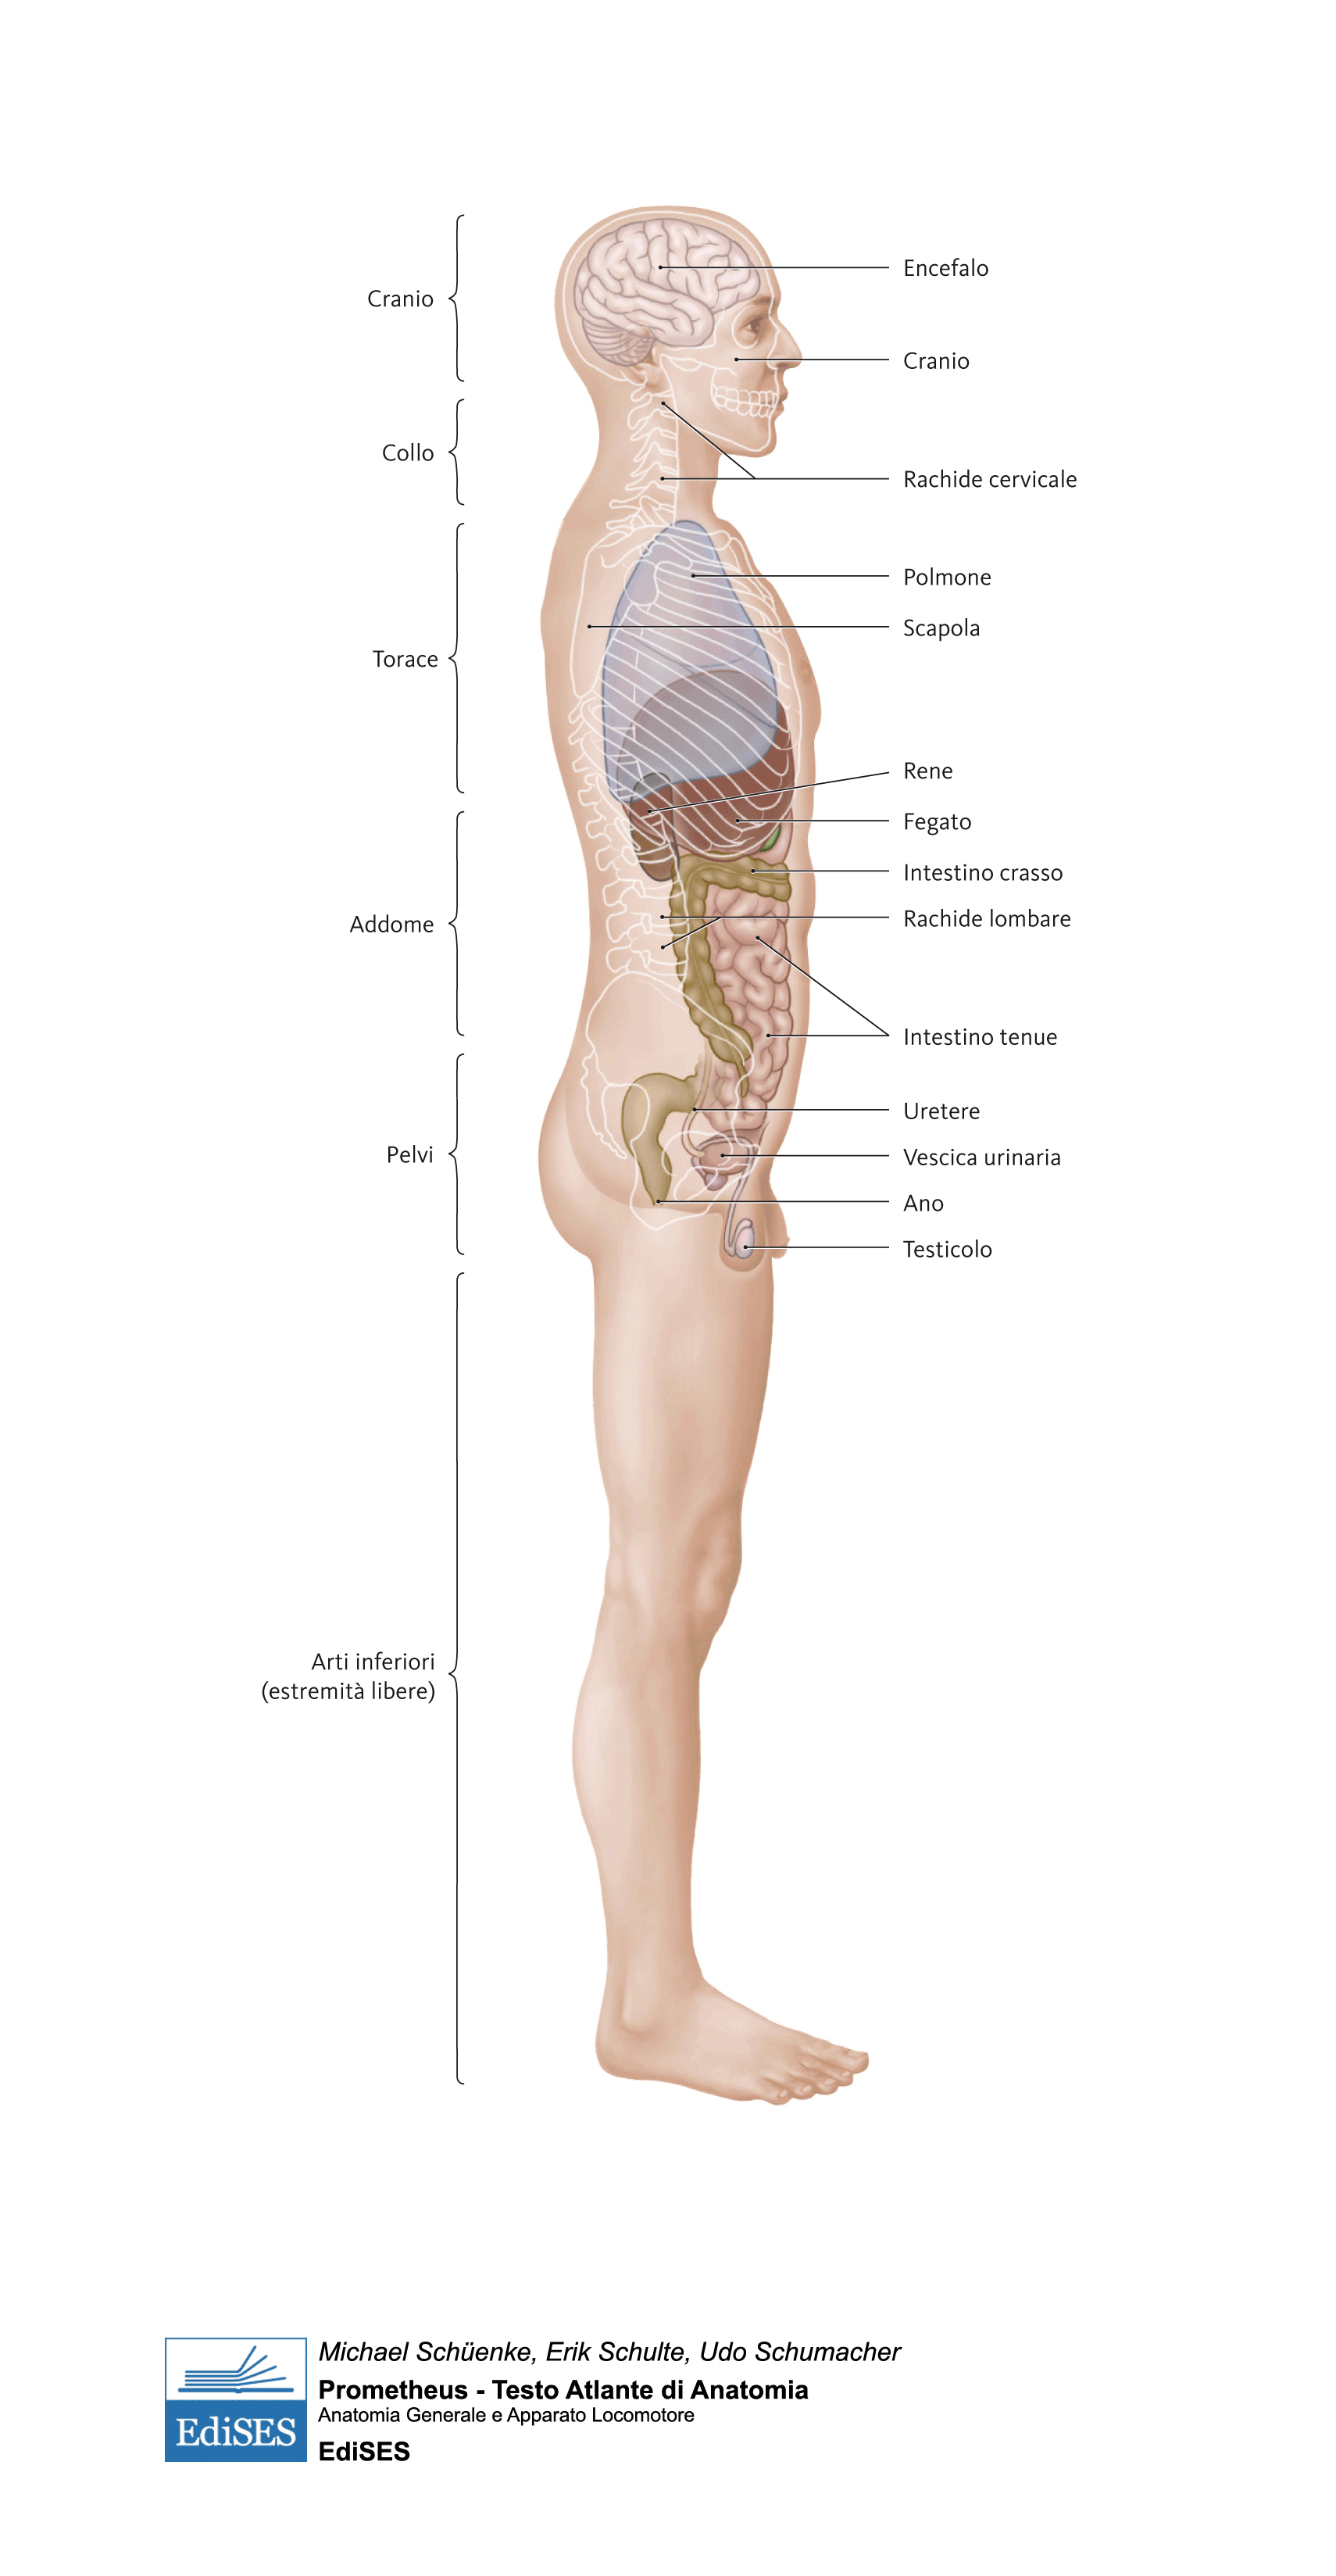 Cranio
Collo
Torace
Addome
Pelvi
Arti inferiori
(estremità libere)
Encefalo
Cranio
Rachide cervicale
Polmone
Scapola
Rene
Fegato
Intestino crasso
Rachide lombare
Intestino tenue
Uretere
Vescica urinaria
Ano
Testicolo
EdiSES
Michael Schüenke, Erik Schulte, Udo Schumacher
Prometheus - Testo Atlante di Anatomia
Anatomia Generale e Apparato Locomotore
EdiSES